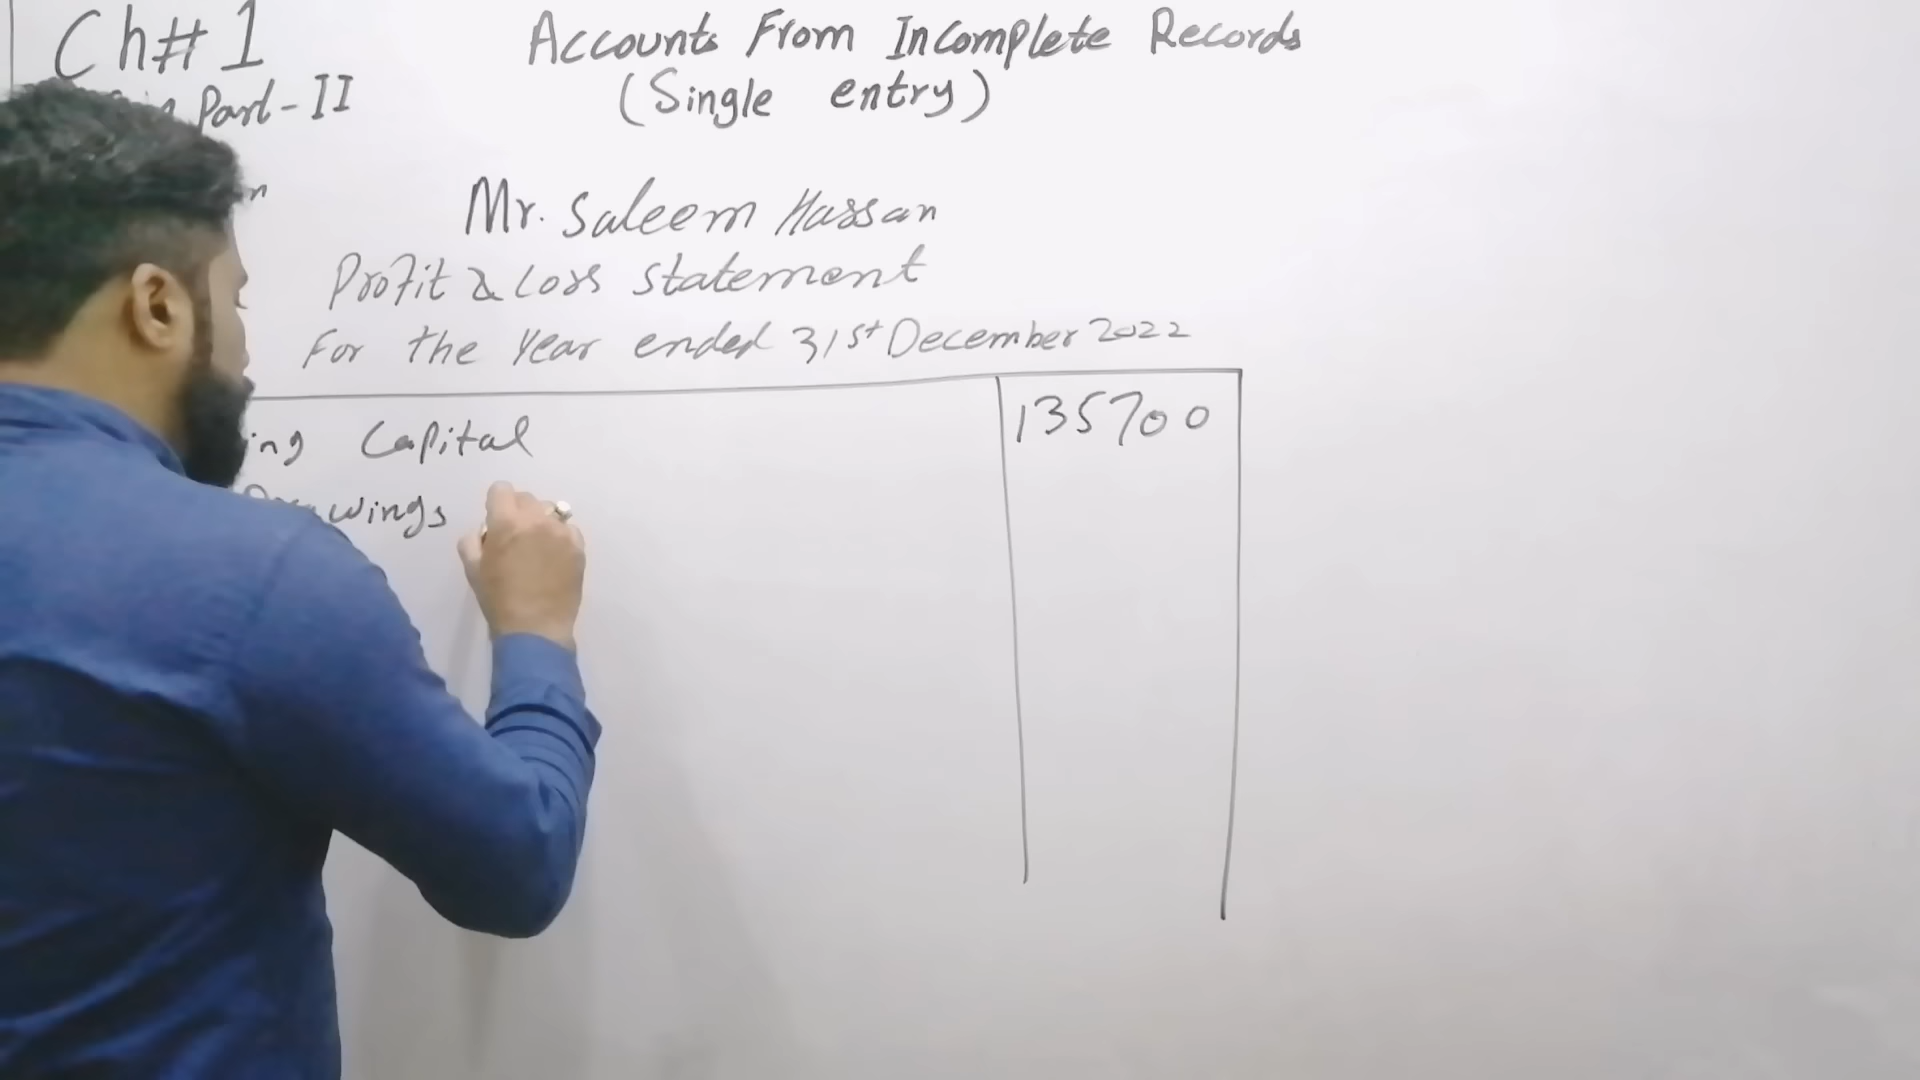 Ch# 1
Accounts From Incomplete Records
Part-II
(Single entry)
Mr. Saleem Hassan
Profit & Loss Statement
For the Year ended 31st December 2022
Capital 135700
Drawings